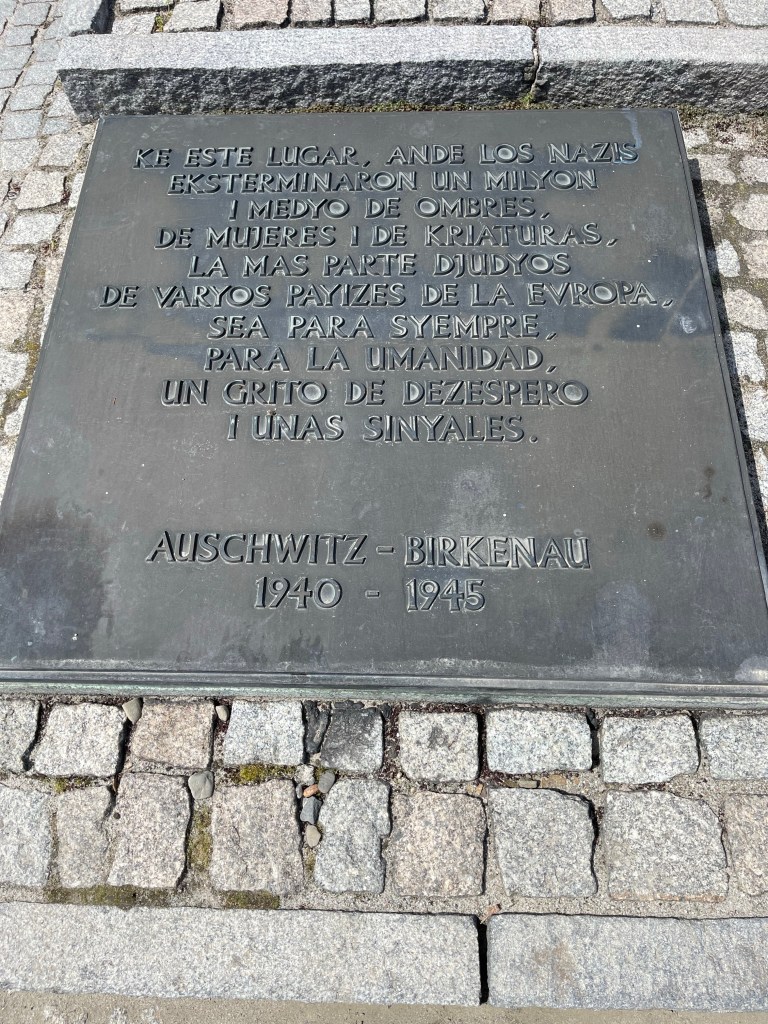 KE ESTE LUGAR, ANDE LOS NAZIS
EKSTERMINARON UN MILYON
I MEDYO DE OMBRES,
DE MUJERES I DE KRIATURAS,
LA MAS PARTE DJUDYOS
DE VARYOS PAYIZES DE LA EVROPA,
SEA PARA SYEMPRE,
PARA LA UMANIDAD,
UN GRITO DE DEZESPERO
I UNAS SINYALES.
AUSCHWITZ - BIRKENAU
1940 - 1945